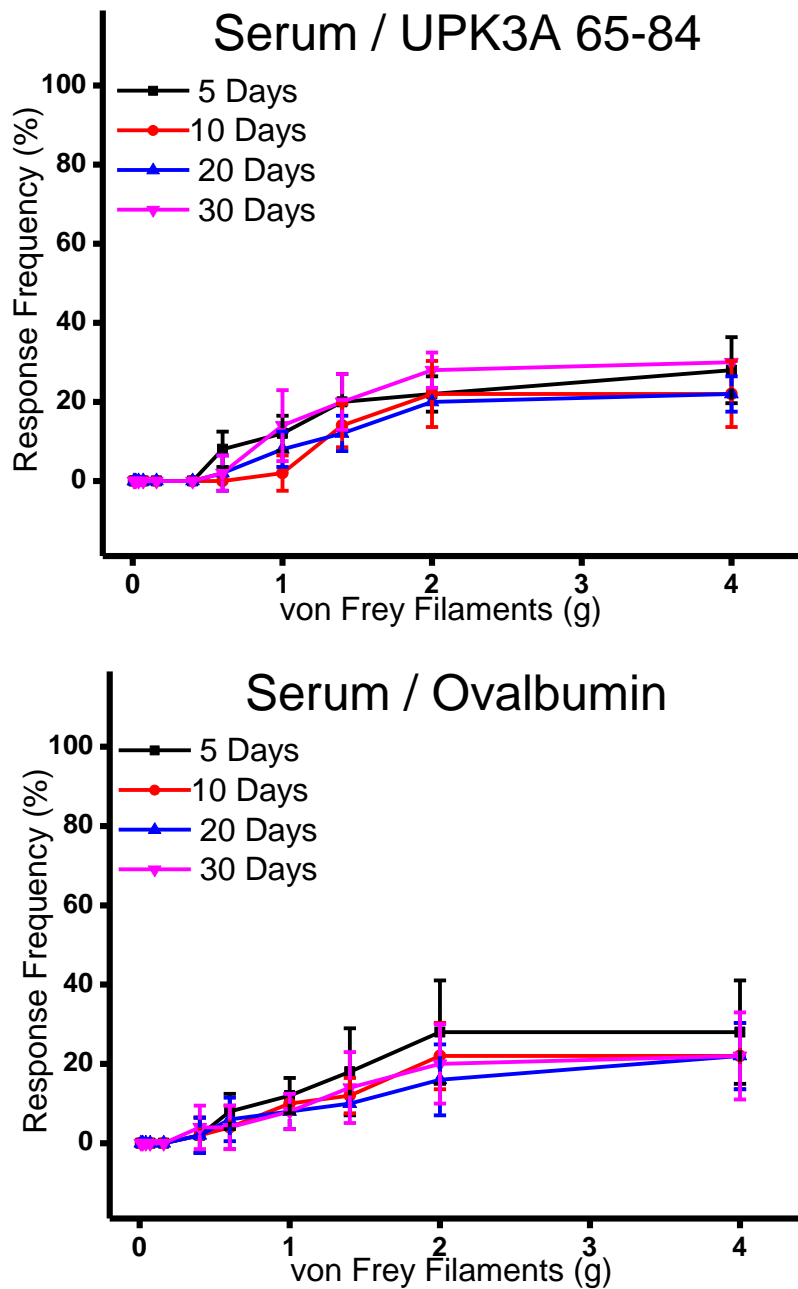 Serum / UPK3A 65-84
100
80
60
40
20
0
Response Frequency (%)
5 Days
10 Days
20 Days
30 Days
0 1 2 3 4
von Frey Filaments (g)
Serum / Ovalbumin
100
80
60
40
20
0
Response Frequency (%)
5 Days
10 Days
20 Days
30 Days
0 1 2 3 4
von Frey Filaments (g)